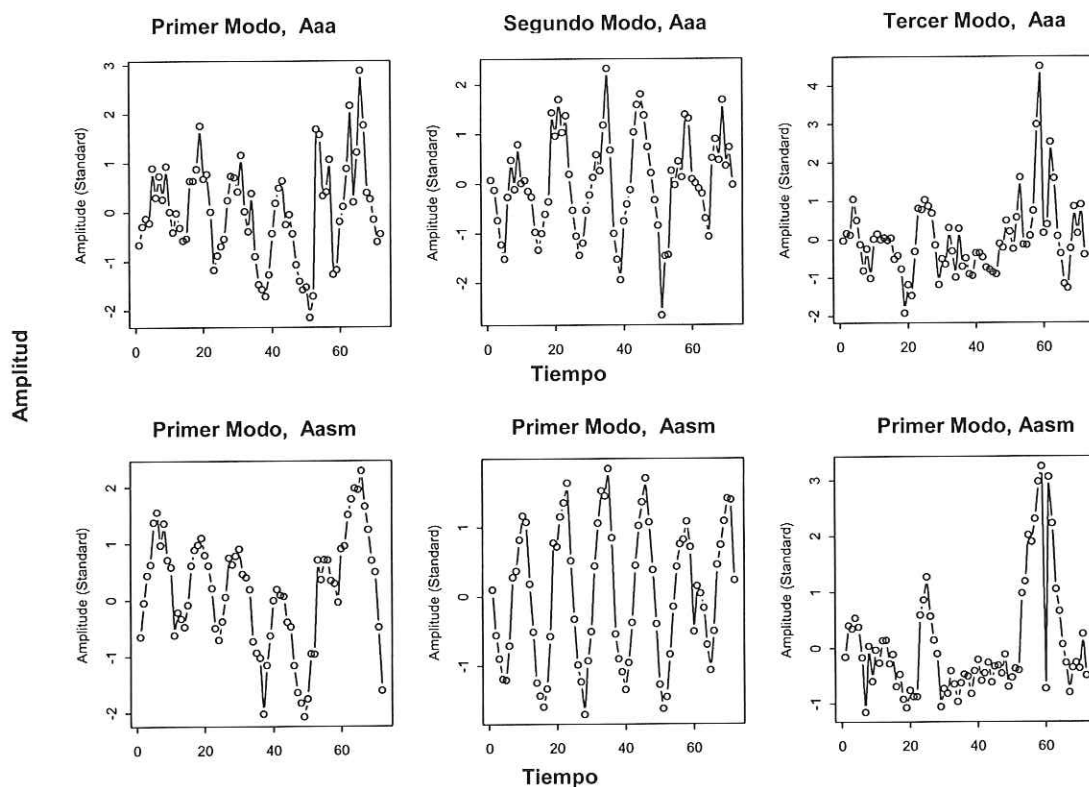 Primer Modo, Aaa
Segundo Modo, Aaa
Tercer Modo, Aaa
Amplitud
Amplitude (Standard)
3
2
1
0
-1
-2
0 20 40 60
Amplitude (Standard)
2
1
0
-1
-2
0 20 40 60
Amplitude (Standard)
4
3
2
1
0
-1
-2
0 20 40 60
Tiempo
Primer Modo, Aasm
Primer Modo, Aasm
Primer Modo, Aasm
Amplitude (Standard)
2
1
0
-1
-2
0 20 40 60
Amplitude (Standard)
1
0
-1
0 20 40 60
Amplitude (Standard)
3
2
1
0
-1
0 20 40 60
Tiempo